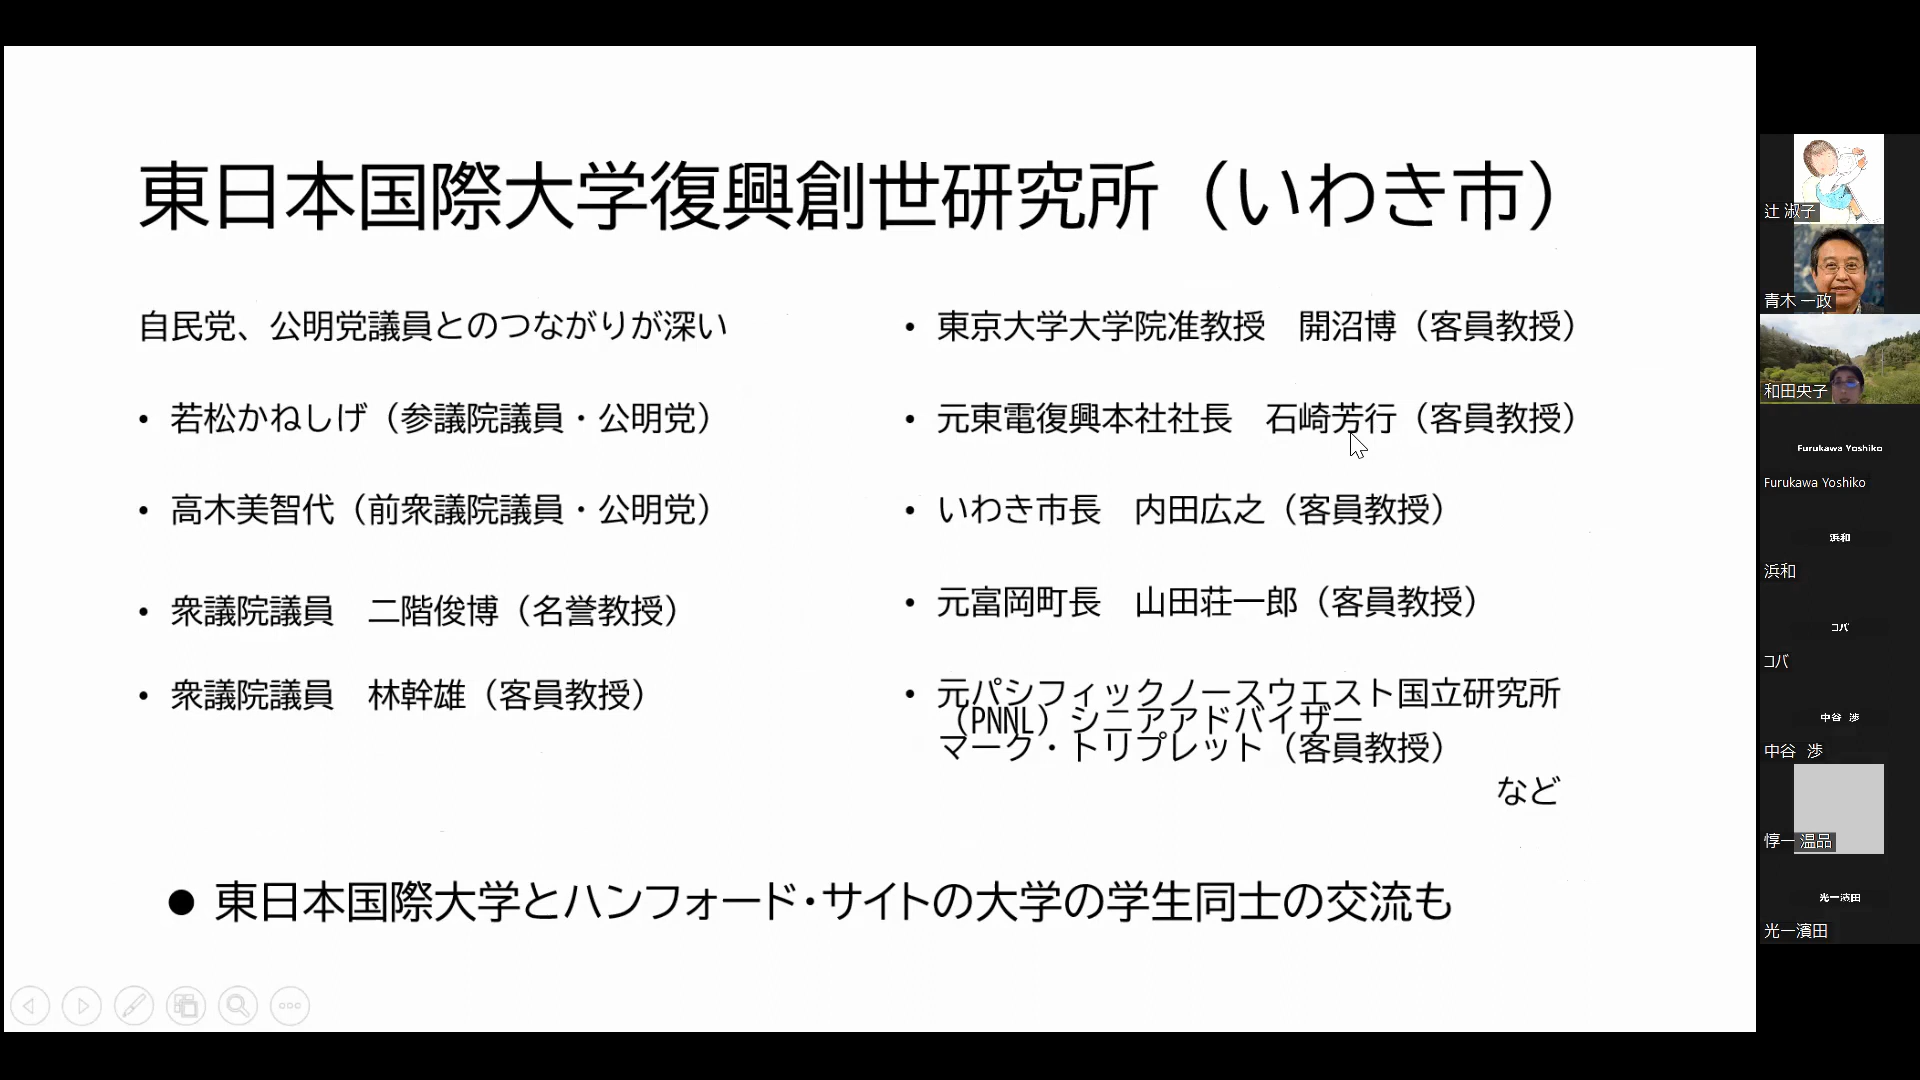 東日本国際大学復興創世研究所（いわき市）
自民党、公明党議員とのつながりが深い
• 若松かねしげ（参議院議員・公明党）
• 高木美智代（前衆議院議員・公明党）
• 衆議院議員　二階俊博（名誉教授）
• 衆議院議員　林幹雄（客員教授）
• 東京大学大学院准教授　開沼博（客員教授）
• 元東電復興本社社長　石崎芳行（客員教授）
• いわき市長　内田広之（客員教授）
• 元富岡町長　山田荘一郎（客員教授）
• 元パシフィックノースウエスト国立研究所
（PNNL）シニアアドバイザー
マーク・トリプレット（客員教授）
など
● 東日本国際大学とハンフォード・サイトの大学の学生同士の交流も
辻 淑子
青木 一政
和田央子
Furukawa Yoshiko
Furukawa Yoshiko
浜和
浜和
コバ
コバ
中谷 渉
中谷 渉
惇一 温品
光一濱田
光一濱田